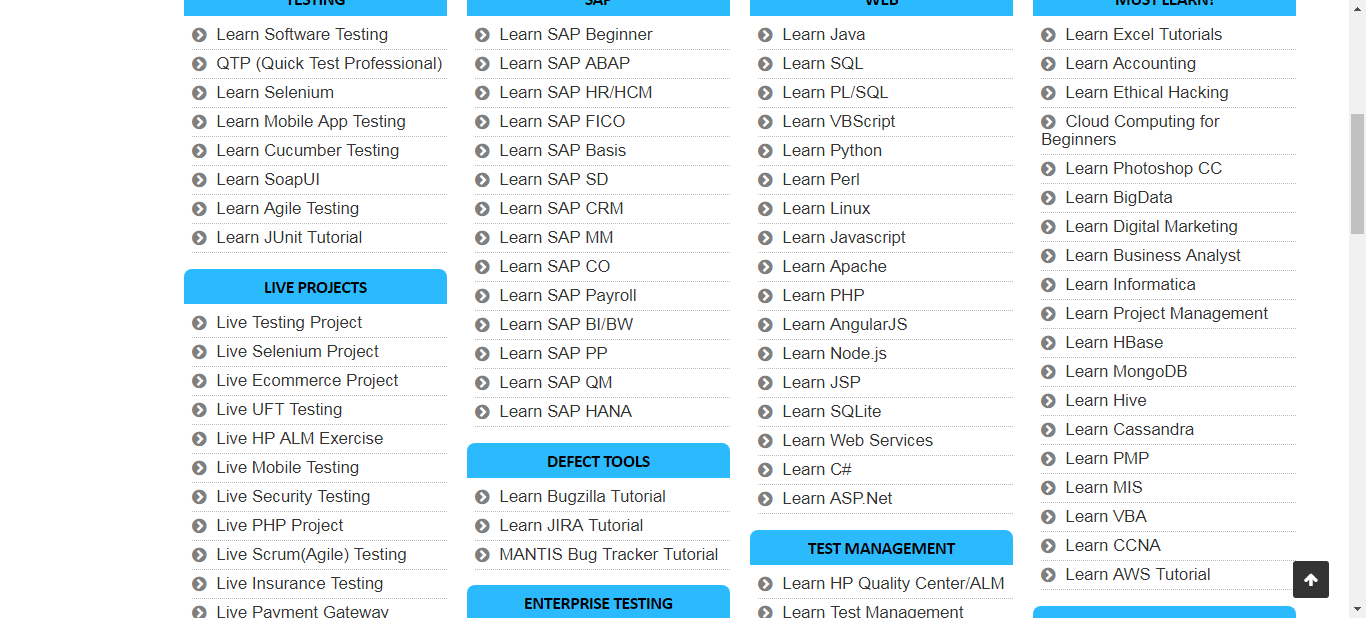 TESTING
Learn Software Testing
QTP (Quick Test Professional)
Learn Selenium
Learn Mobile App Testing
Learn Cucumber Testing
Learn SoapUI
Learn Agile Testing
Learn JUnit Tutorial
LIVE PROJECTS
Live Testing Project
Live Selenium Project
Live Ecommerce Project
Live UFT Testing
Live HP ALM Exercise
Live Mobile Testing
Live Security Testing
Live PHP Project
Live Scrum(Agile) Testing
Live Insurance Testing
Live Payment Gateway
SAP
Learn SAP Beginner
Learn SAP ABAP
Learn SAP HR/HCM
Learn SAP FICO
Learn SAP Basis
Learn SAP SD
Learn SAP CRM
Learn SAP MM
Learn SAP CO
Learn SAP Payroll
Learn SAP BI/BW
Learn SAP PP
Learn SAP QM
Learn SAP HANA
DEFECT TOOLS
Learn Bugzilla Tutorial
Learn JIRA Tutorial
MANTIS Bug Tracker Tutorial
ENTERPRISE TESTING
WEB
Learn Java
Learn SQL
Learn PL/SQL
Learn VBScript
Learn Python
Learn Perl
Learn Linux
Learn Javascript
Learn Apache
Learn PHP
Learn AngularJS
Learn Node.js
Learn JSP
Learn SQLite
Learn Web Services
Learn C#
Learn ASP.Net
TEST MANAGEMENT
Learn HP Quality Center/ALM
Learn Test Management
MUST LEARN!
Learn Excel Tutorials
Learn Accounting
Learn Ethical Hacking
Cloud Computing for
Beginners
Learn Photoshop CC
Learn BigData
Learn Digital Marketing
Learn Business Analyst
Learn Informatica
Learn Project Management
Learn HBase
Learn MongoDB
Learn Hive
Learn Cassandra
Learn PMP
Learn MIS
Learn VBA
Learn CCNA
Learn AWS Tutorial